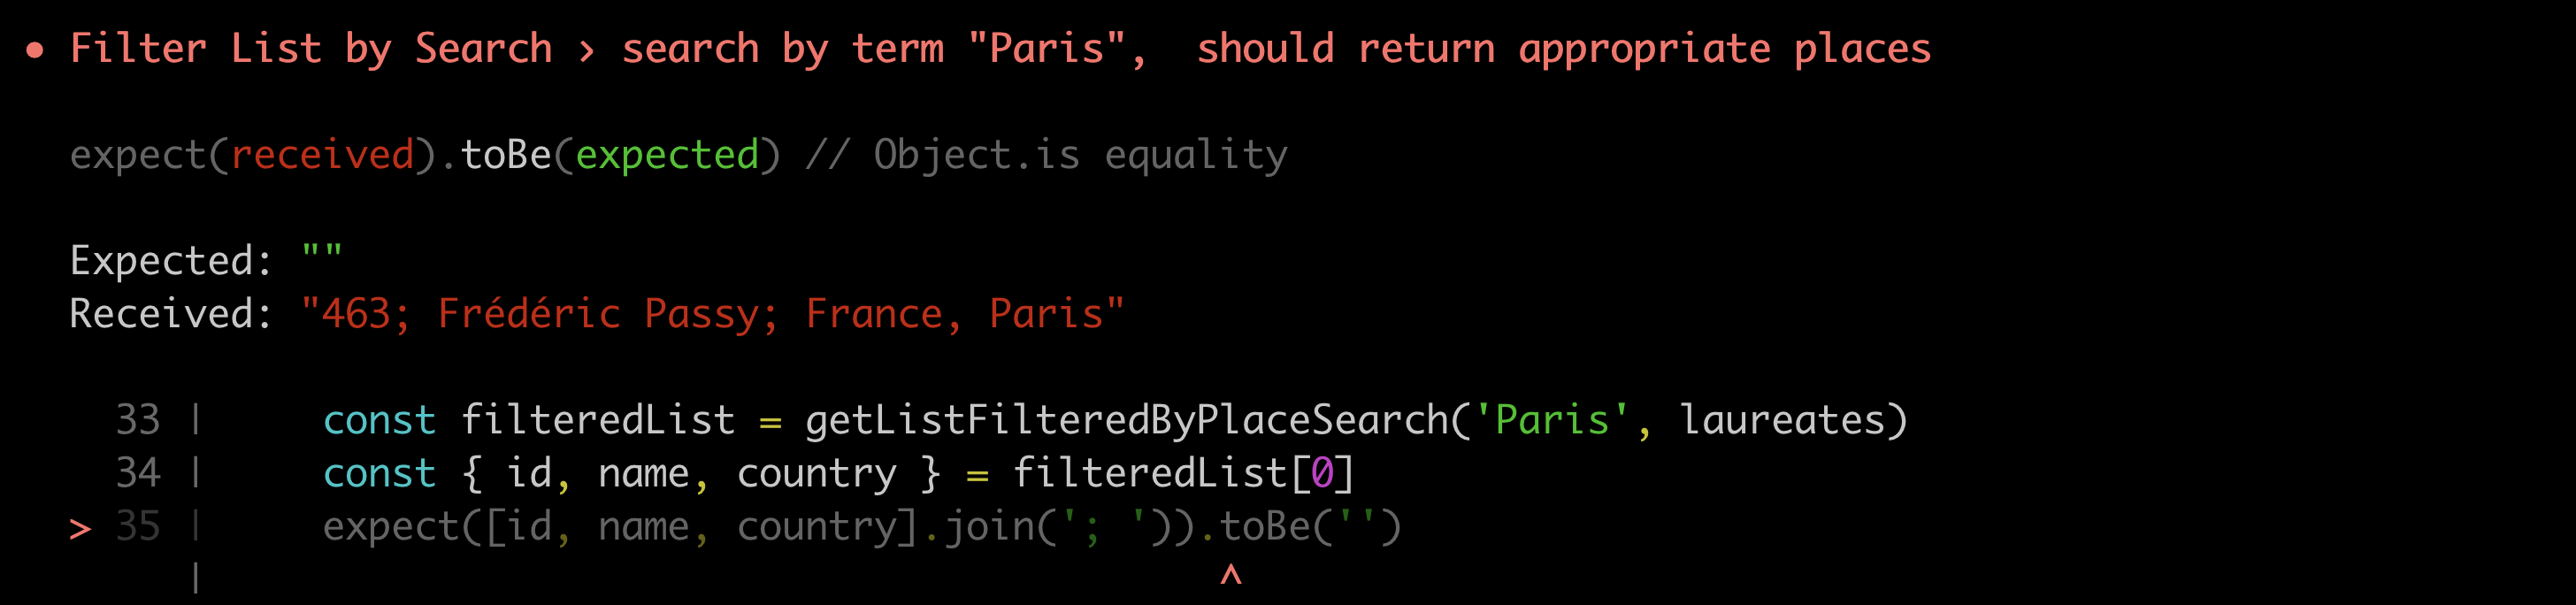 ● Filter List by Search › search by term "Paris",  should return appropriate places
expect(received).toBe(expected) // Object.is equality
Expected: ""
Received: "463; Frédéric Passy; France, Paris"
33 |     const filteredList = getListFilteredByPlaceSearch('Paris', laureates)
34 |     const { id, name, country } = filteredList[0]
> 35 |     expect([id, name, country].join('; ')).toBe('')
|                                            ^